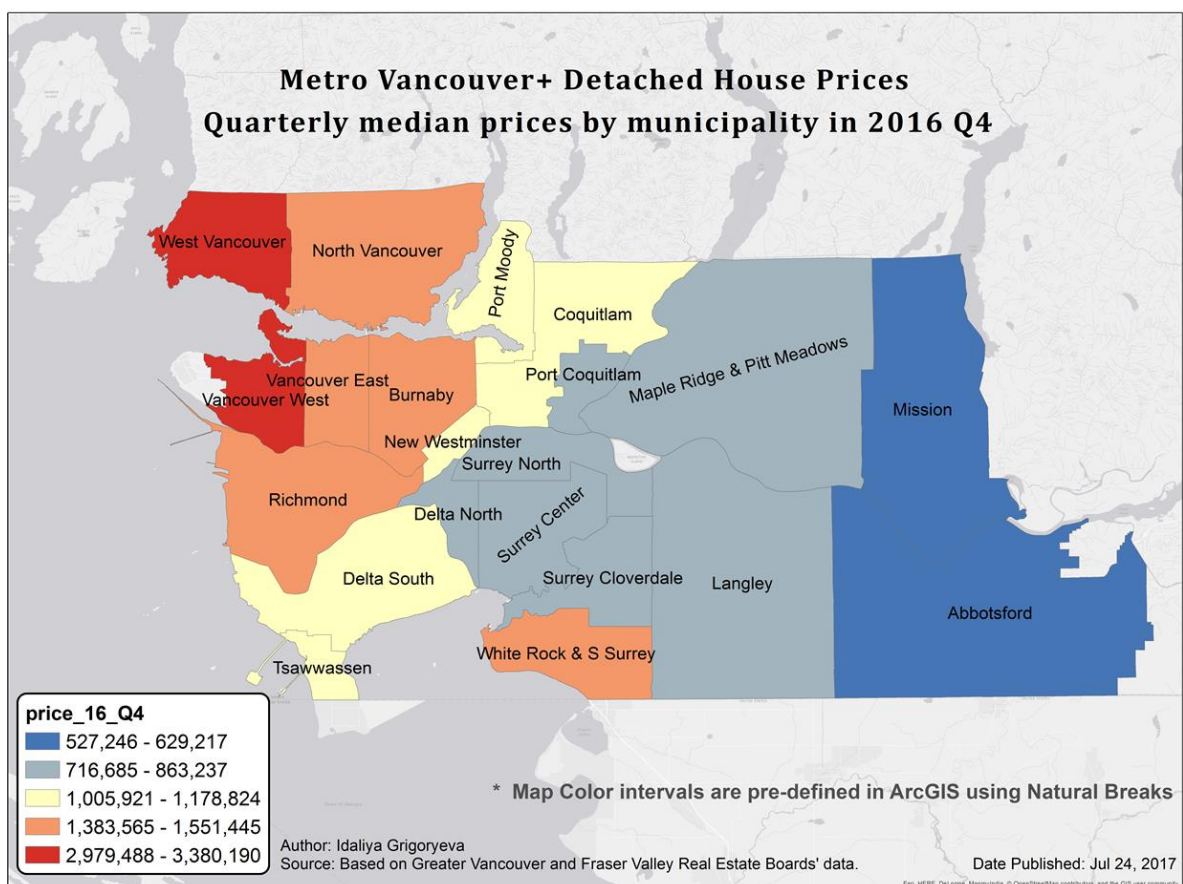 Metro Vancouver+ Detached House Prices
Quarterly median prices by municipality in 2016 Q4
West Vancouver
North Vancouver
Port Moody
Coquitlam
Port Coquitlam
Maple Ridge & Pitt Meadows
Vancouver East
Vancouver West
Burnaby
Mission
New Westminster
Surrey North
Richmond
Delta North
Surrey Center
Delta South
Surrey Cloverdale
Langley
Abbotsford
White Rock & S Surrey
Tsawwassen
price_16_Q4
527,246 - 629,217
716,685 - 863,237
1,005,921 - 1,178,824
1,383,565 - 1,551,445
2,979,488 - 3,380,190
* Map Color intervals are pre-defined in ArcGIS using Natural Breaks
Author: Idaliya Grigoryeva
Source: Based on Greater Vancouver and Fraser Valley Real Estate Boards' data.
Date Published: Jul 24, 2017